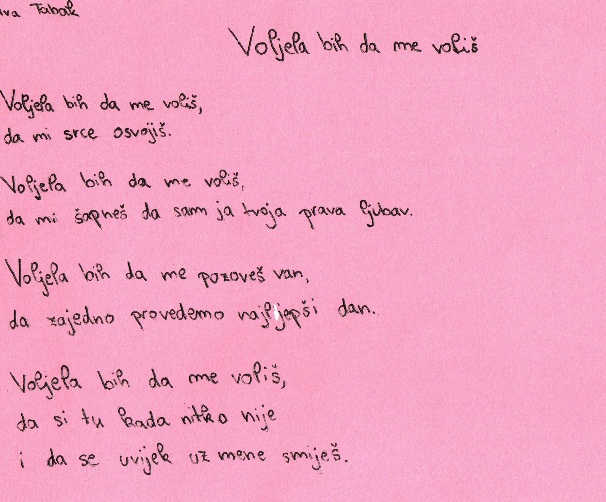 Tabak
Voljela bih da me voliš
Voljela bih da me voliš,
da mi srce osvojiš.
Voljela bih da me voliš,
da mi šapneš da sam ja tvoja prava ljubav.
Voljela bih da me pozoveš van,
da zajedno provedemo najljepši dan.
Voljela bih da me voliš,
da si tu kada nitko nije
i da se uvijek uz mene smiješ.